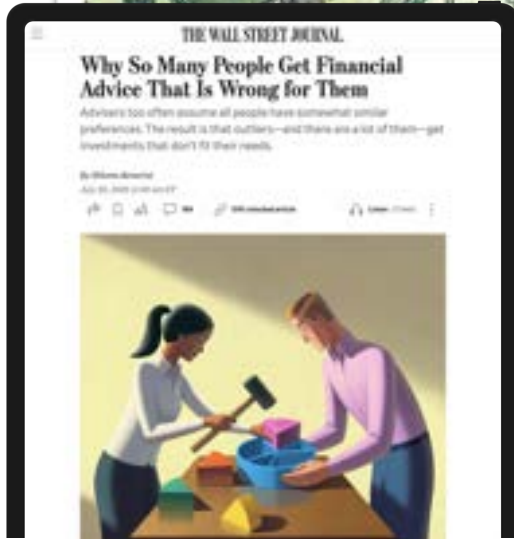 THE WALL STREET JOURNAL.
Why So Many People Get Financial
Advice That Is Wrong for Them
Advisers too often assume all people have somewhat similar
preferences. The result is that outliers—and there are a lot of them—get
investments that don't fit their needs.
By
Listen